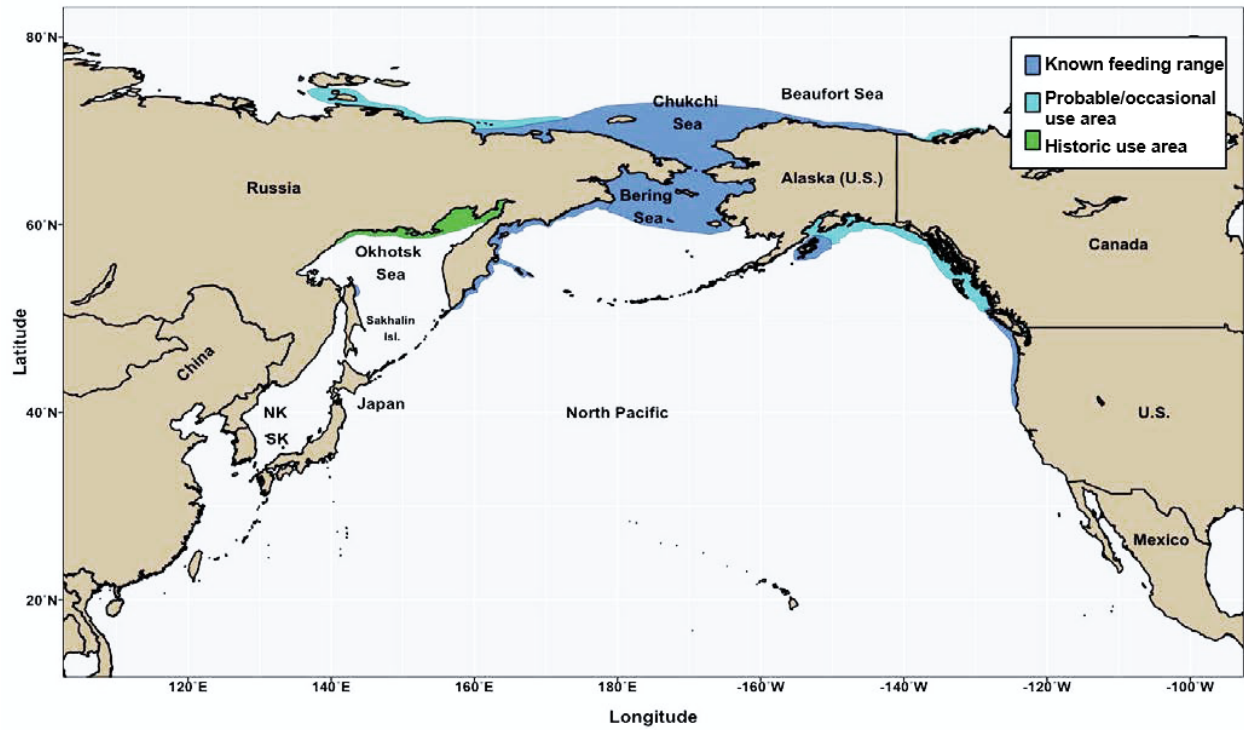 80°N
60°N
40°N
20°N
Latitude
120°E
140°E
160°E
180°E
-160°W
-140°W
-120°W
-100°W
Longitude
Known feeding range
Probable/occasional
use area
Historic use area
Chukchi
Sea
Beaufort Sea
Russia
Bering
Sea
Alaska (U.S.)
Canada
Okhotsk
Sea
Sakhalin
Isl.
China
Japan
NK
SK
North Pacific
U.S.
Mexico